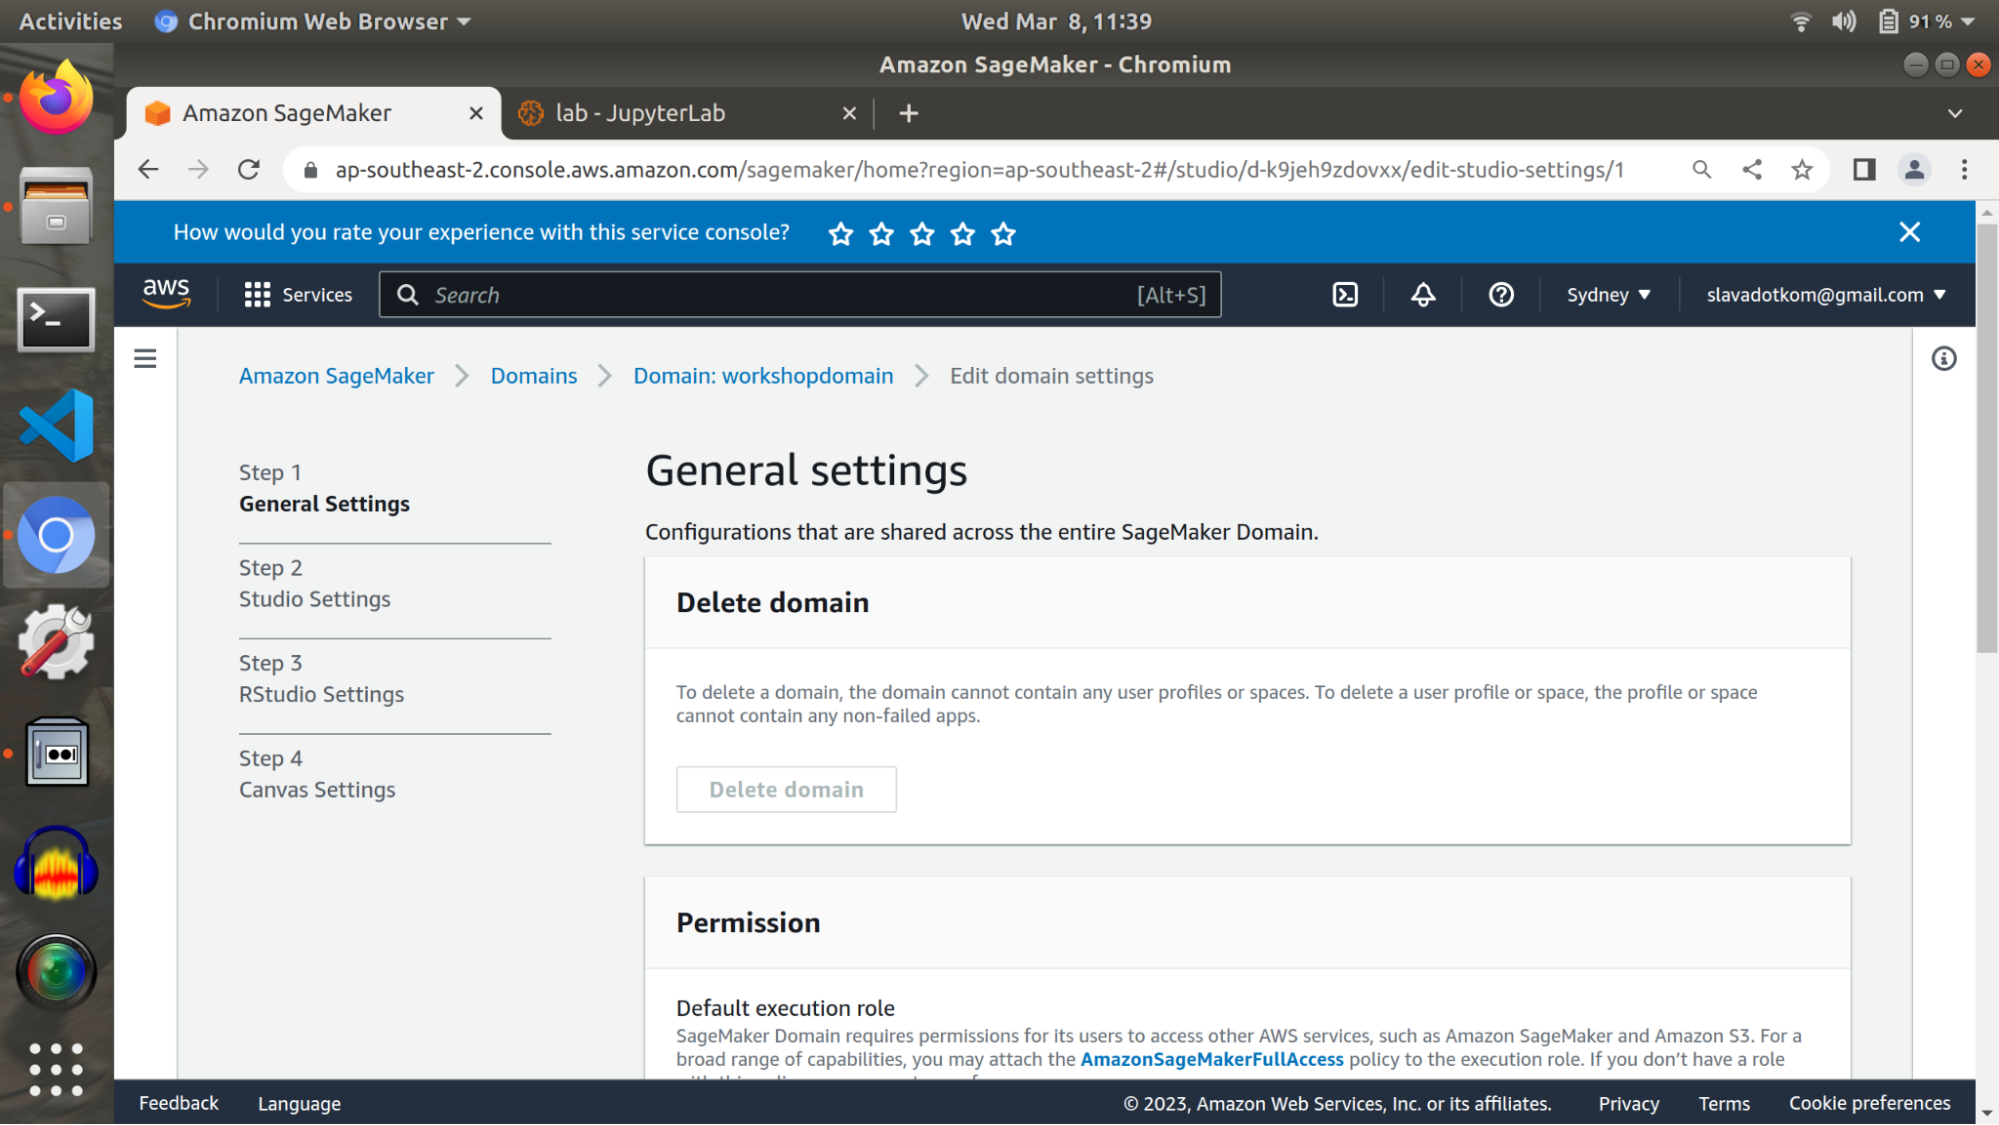 Activities
Chromium Web Browser
Wed Mar 8, 11:39
91 %
Amazon SageMaker - Chromium
Amazon SageMaker
lab - JupyterLab
ap-southeast-2.console.aws.amazon.com/sagemaker/home?region=ap-southeast-2#/studio/d-k9jeh9zdovxx/edit-studio-settings/1
How would you rate your experience with this service console?
aws
Services
Search
[Alt+S]
Sydney
slavadotkom@gmail.com
Amazon SageMaker
Domains
Domain: workshopdomain
Edit domain settings
Step 1
General Settings
Step 2
Studio Settings
Step 3
RStudio Settings
Step 4
Canvas Settings
General settings
Configurations that are shared across the entire SageMaker Domain.
Delete domain
To delete a domain, the domain cannot contain any user profiles or spaces. To delete a user profile or space, the profile or space
cannot contain any non-failed apps.
Delete domain
Permission
Default execution role
SageMaker Domain requires permissions for its users to access other AWS services, such as Amazon SageMaker and Amazon S3. For a
broad range of capabilities, you may attach the AmazonSageMakerFullAccess policy to the execution role. If you don't have a role
Feedback
Language
© 2023, Amazon Web Services, Inc. or its affiliates.
Privacy
Terms
Cookie preferences